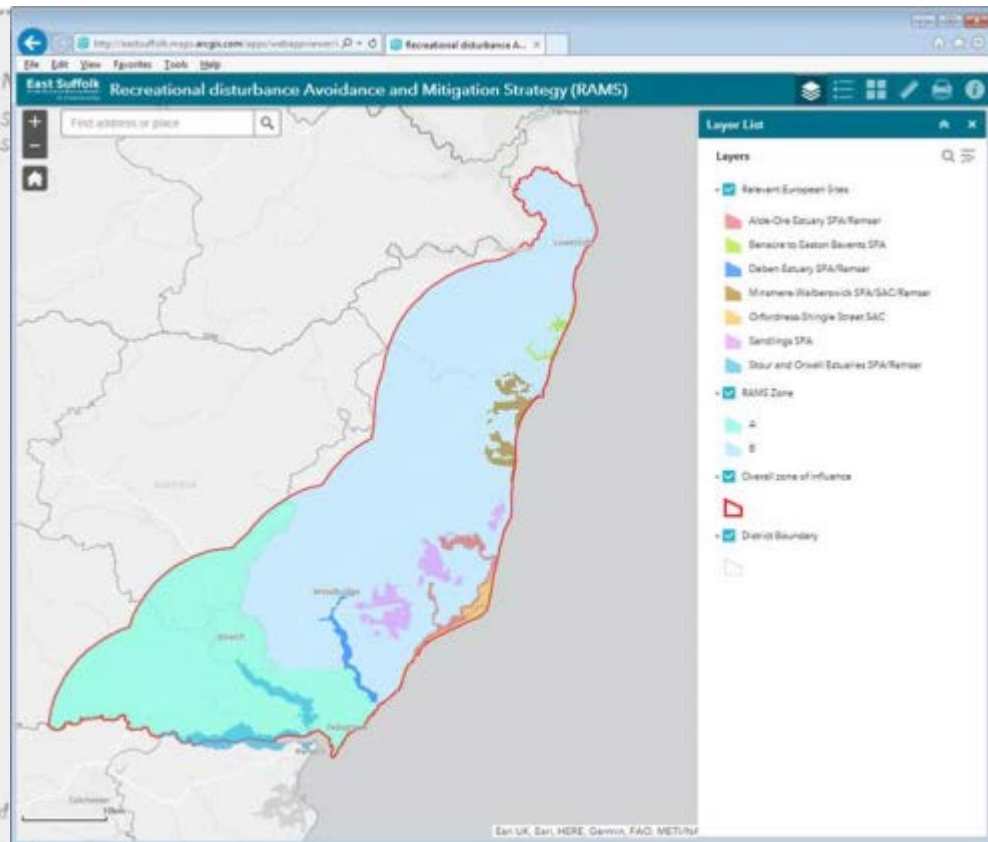 http://eastsuffolk.maps.arcgis.com/apps/webappviewer/i
Recreational disturbance A...
File Edit View Favorites Tools Help
East Suffolk
Recreational disturbance Avoidance and Mitigation Strategy (RAMS)
Find address or place
Layer List
Layers
Relevant European Sites
Alde-Ore Estuary SPA/Ramsar
Benacre to Easton Bavents SPA
Deben Estuary SPA/Ramsar
Minsmere-Walberswick SPA/SAC/Ramsar
Orfordness-Shingle Street SAC
Sandlings SPA
Stour and Orwell Estuaries SPA/Ramsar
RAMS Zone
A
B
Overall zone of influence
District Boundary
Lowestoft
SUFFOLK
Woodbridge
Ipswich
Felixstowe
Harwich
Colchester
10km
Esri UK, Esri, HERE, Garmin, FAO, METI/NA